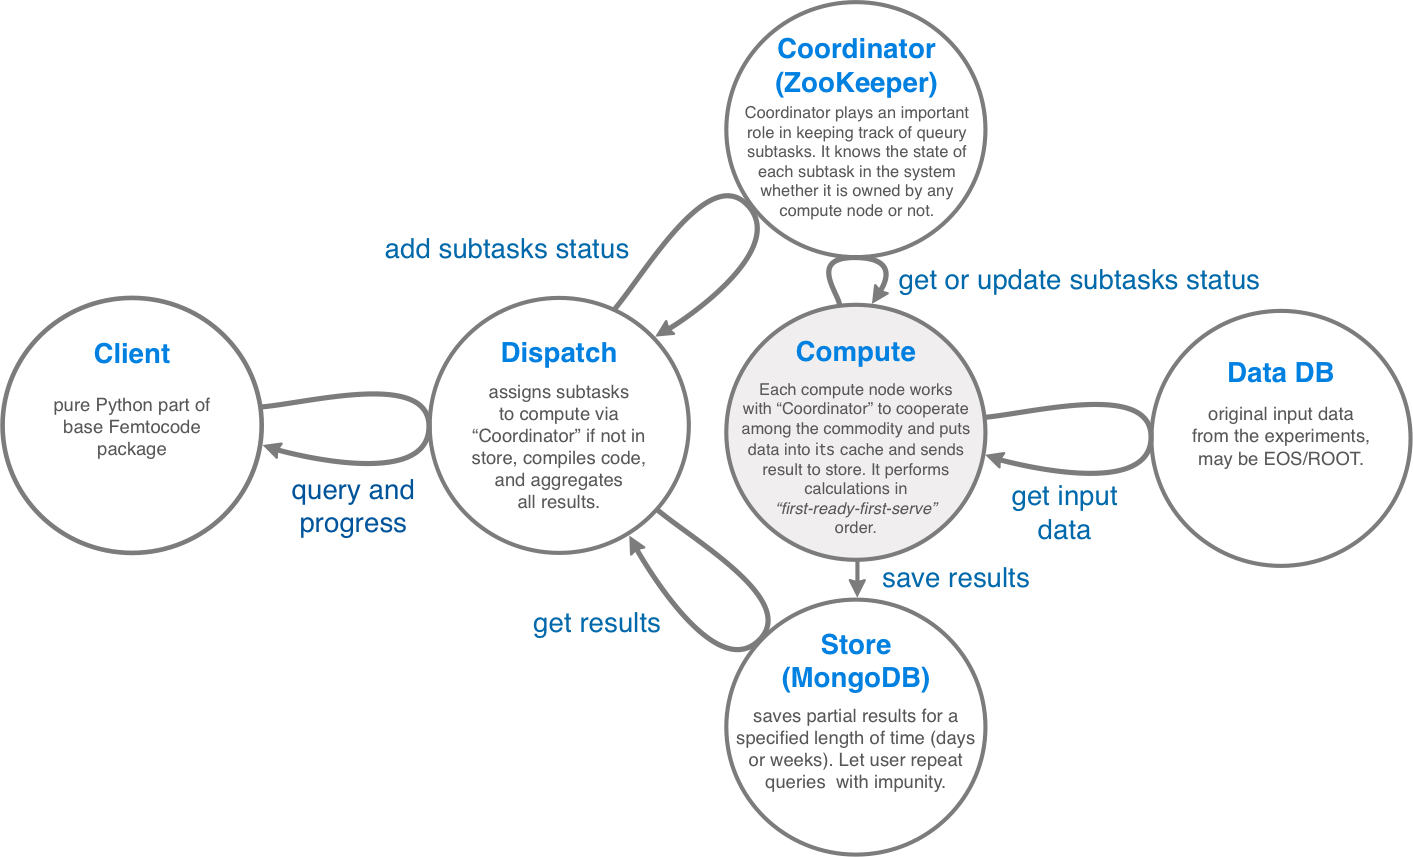 Coordinator
(ZooKeeper)
Coordinator plays an important
role in keeping track of queury
subtasks. It knows the state of
each subtask in the system
whether it is owned by any
compute node or not.
add subtasks status
get or update subtasks status
Client
pure Python part of
base Femtocode
package
query and
progress
Dispatch
assigns subtasks
to compute via
“Coordinator” if not in
store, compiles code,
and aggregates
all results.
Compute
Each compute node works
with “Coordinator” to cooperate
among the commodity and puts
data into its cache and sends
result to store. It performs
calculations in
“first-ready-first-serve”
order.
Data DB
original input data
from the experiments,
may be EOS/ROOT.
get input
data
save results
get results
Store
(MongoDB)
saves partial results for a
specified length of time (days
or weeks). Let user repeat
queries with impunity.